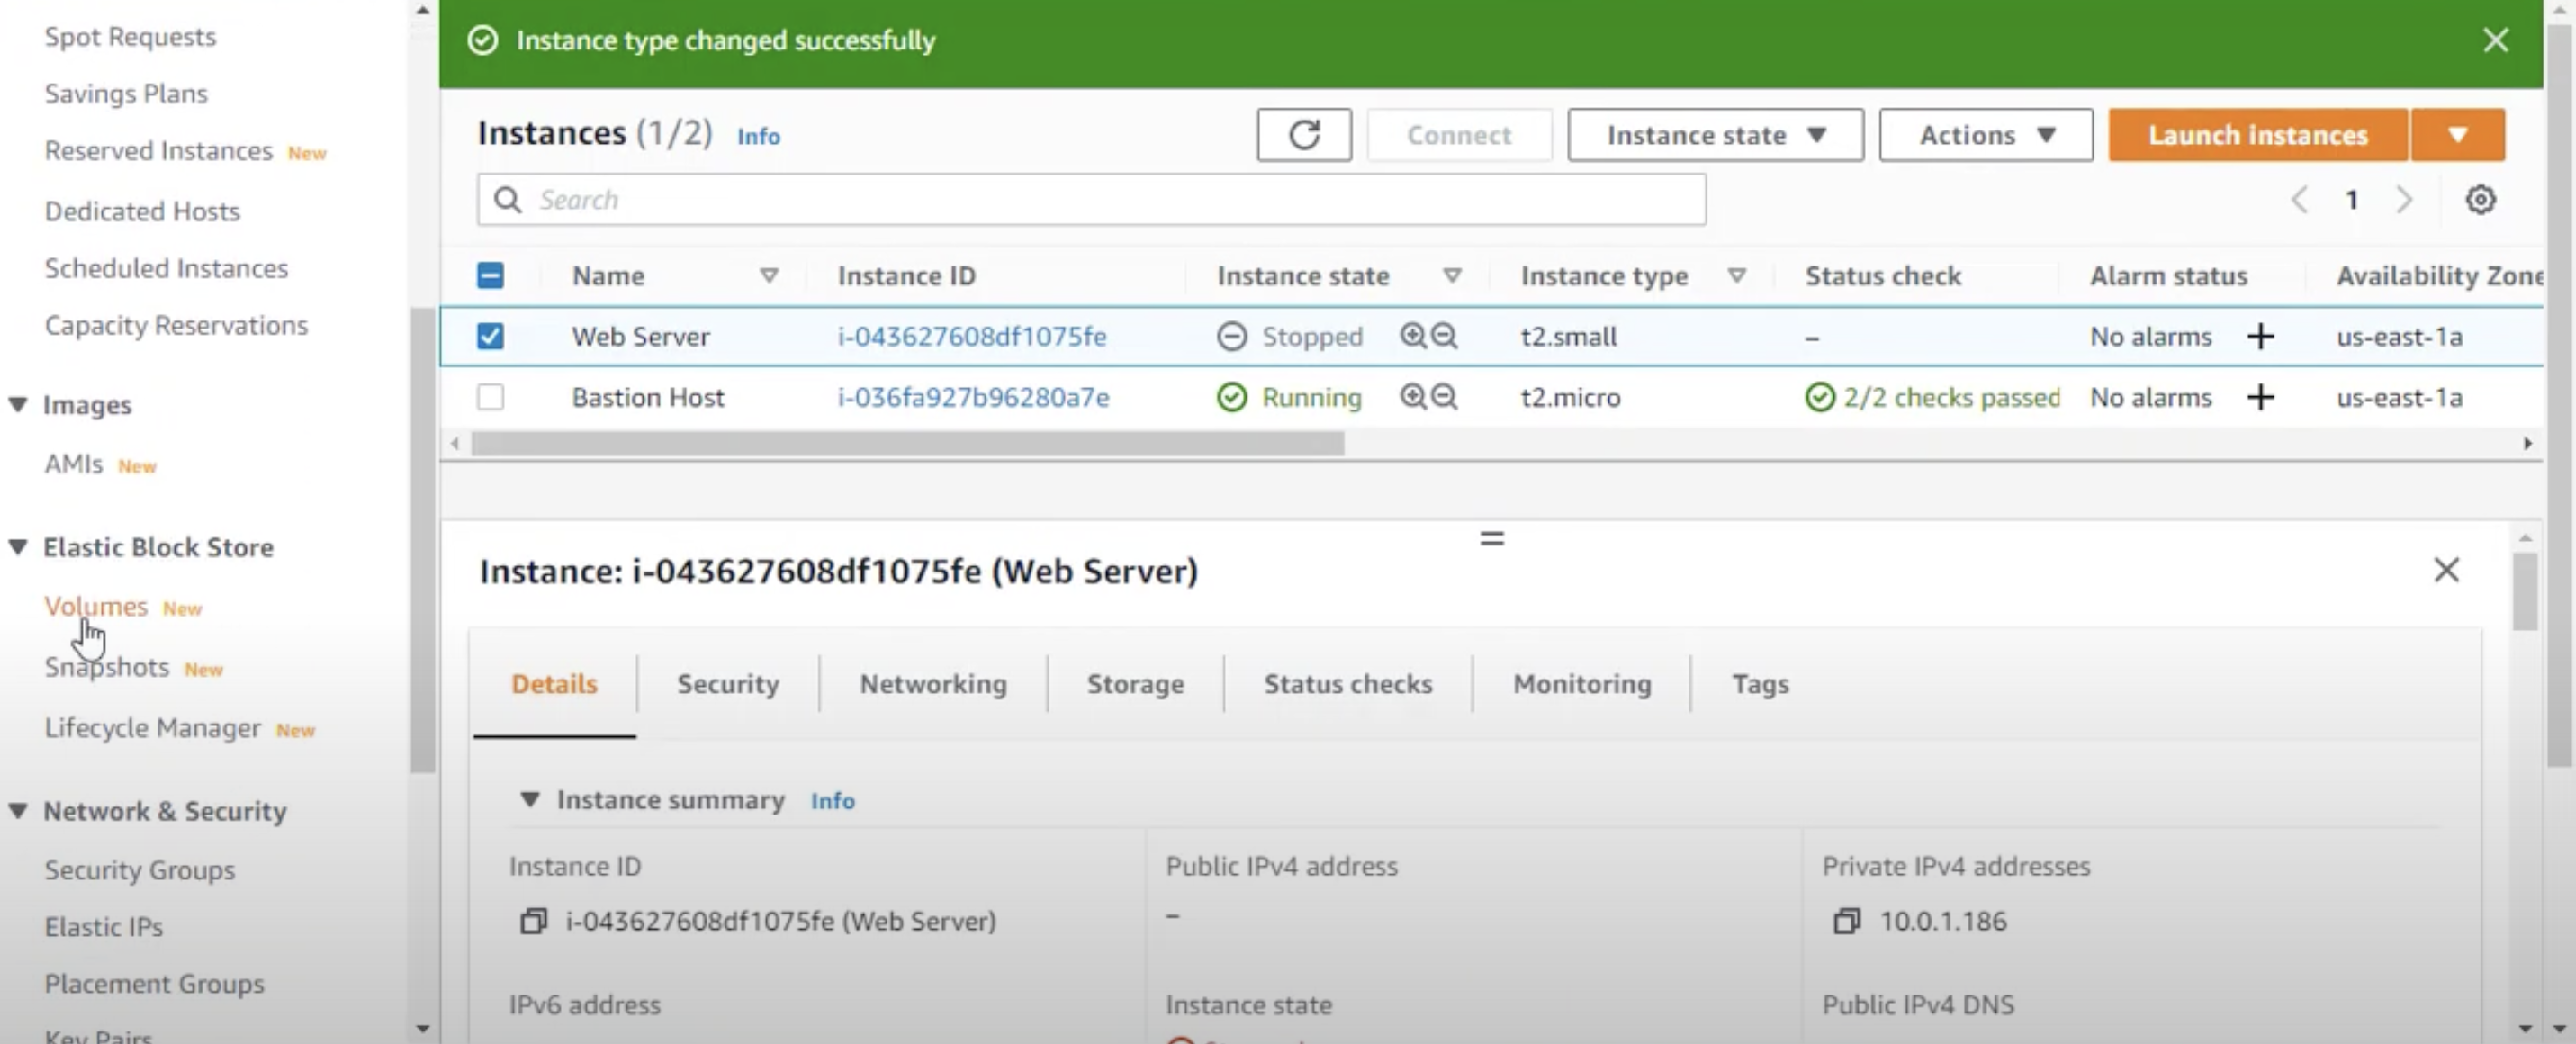 Spot Requests
Savings Plans
Reserved Instances New
Dedicated Hosts
Scheduled Instances
Capacity Reservations
Images
AMIs New
Elastic Block Store
Volumes New
Snapshots New
Lifecycle Manager New
Network & Security
Security Groups
Elastic IPs
Placement Groups
Key Pairs
Instance type changed successfully
Instances (1/2) Info
Connect
Instance state
Actions
Launch instances
Search
1
Name Instance ID Instance state Instance type Status check Alarm status Availability Zone
Web Server i-043627608df1075fe Stopped t2.small – No alarms + us-east-1a
Bastion Host i-036fa927b96280a7e Running t2.micro 2/2 checks passed No alarms + us-east-1a
Instance: i-043627608df1075fe (Web Server)
Details Security Networking Storage Status checks Monitoring Tags
Instance summary Info
Instance ID
i-043627608df1075fe (Web Server)
Public IPv4 address
–
Private IPv4 addresses
10.0.1.186
IPv6 address
Instance state
Public IPv4 DNS